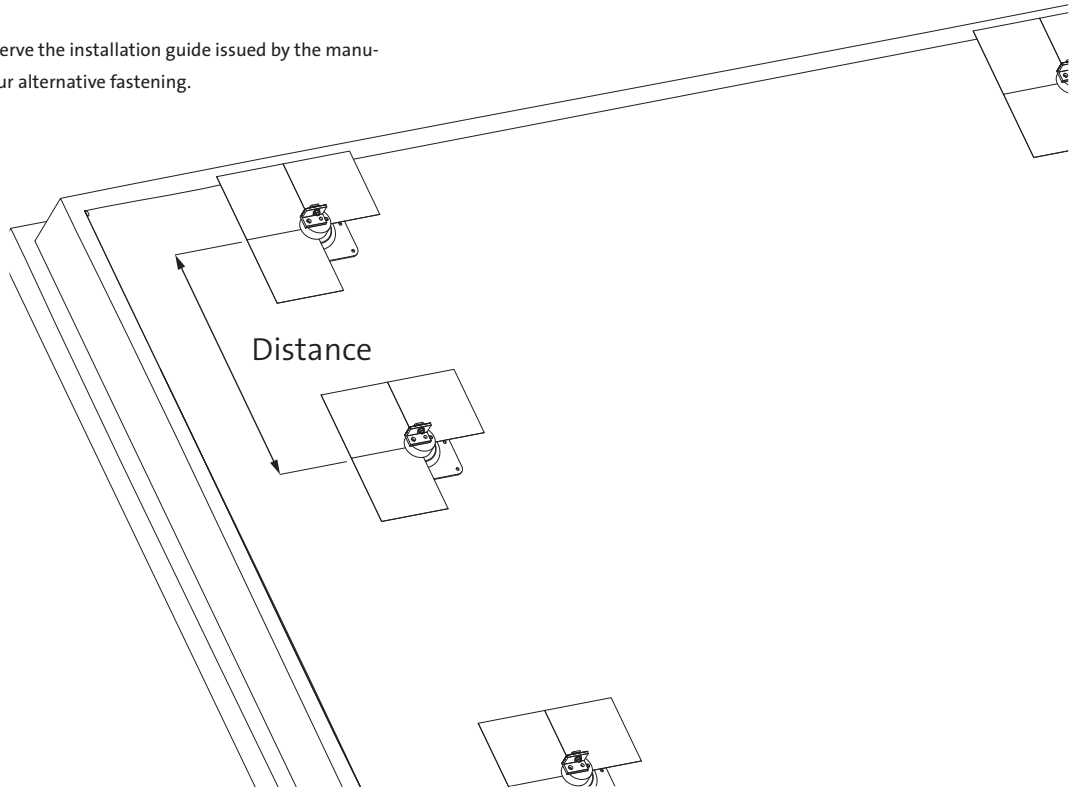 erve the installation guide issued by the manu-
ur alternative fastening.
Distance